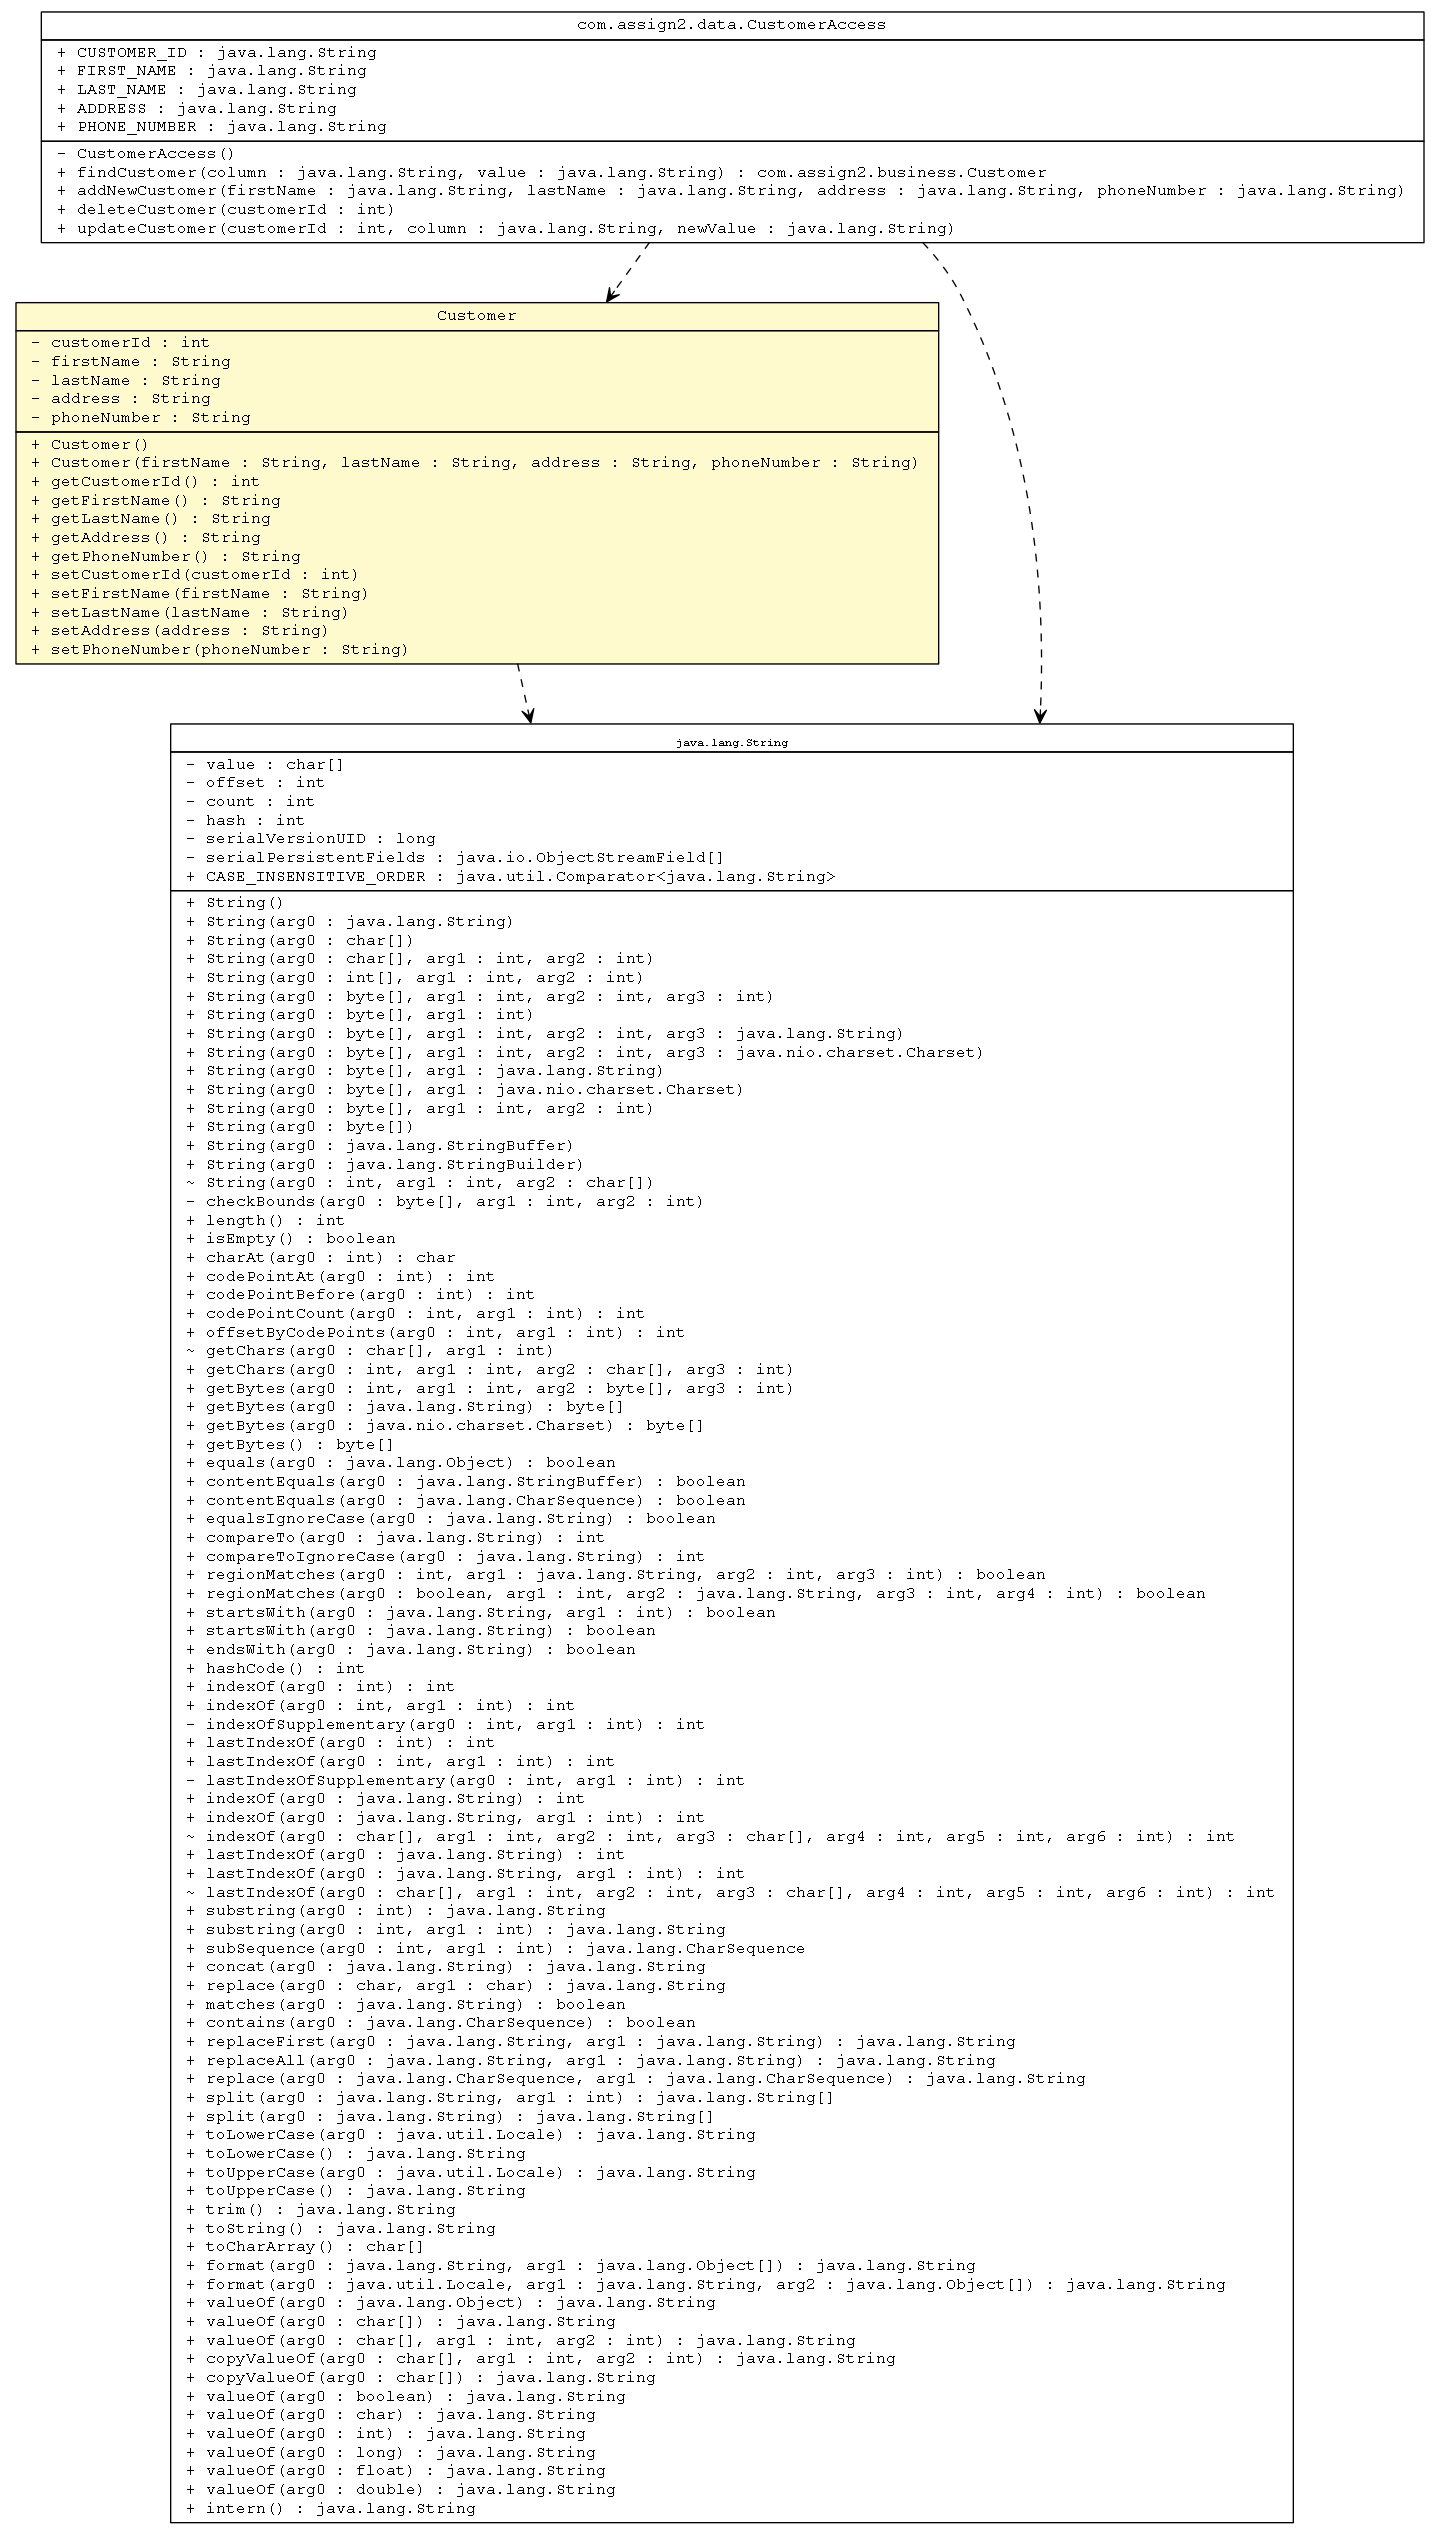 com.assign2.data.CustomerAccess
+ CUSTOMER_ID : java.lang.String
+ FIRST_NAME : java.lang.String
+ LAST_NAME : java.lang.String
+ ADDRESS : java.lang.String
+ PHONE_NUMBER : java.lang.String
- CustomerAccess()
+ findCustomer(column : java.lang.String, value : java.lang.String) : com.assign2.business.Customer
+ addNewCustomer(firstName : java.lang.String, lastName : java.lang.String, address : java.lang.String, phoneNumber : java.lang.String)
+ deleteCustomer(customerId : int)
+ updateCustomer(customerId : int, column : java.lang.String, newValue : java.lang.String)
Customer
- customerId : int
- firstName : String
- lastName : String
- address : String
- phoneNumber : String
+ Customer()
+ Customer(firstName : String, lastName : String, address : String, phoneNumber : String)
+ getCustomerId() : int
+ getFirstName() : String
+ getLastName() : String
+ getAddress() : String
+ getPhoneNumber() : String
+ setCustomerId(customerId : int)
+ setFirstName(firstName : String)
+ setLastName(lastName : String)
+ setAddress(address : String)
+ setPhoneNumber(phoneNumber : String)
java.lang.String
- value : char[]
- offset : int
- count : int
- hash : int
- serialVersionUID : long
- serialPersistentFields : java.io.ObjectStreamField[]
+ CASE_INSENSITIVE_ORDER : java.util.Comparator<java.lang.String>
+ String()
+ String(arg0 : java.lang.String)
+ String(arg0 : char[])
+ String(arg0 : char[], arg1 : int, arg2 : int)
+ String(arg0 : int[], arg1 : int, arg2 : int)
+ String(arg0 : byte[], arg1 : int, arg2 : int, arg3 : int)
+ String(arg0 : byte[], arg1 : int)
+ String(arg0 : byte[], arg1 : int, arg2 : int, arg3 : java.lang.String)
+ String(arg0 : byte[], arg1 : int, arg2 : int, arg3 : java.nio.charset.Charset)
+ String(arg0 : byte[], arg1 : java.lang.String)
+ String(arg0 : byte[], arg1 : java.nio.charset.Charset)
+ String(arg0 : byte[], arg1 : int, arg2 : int)
+ String(arg0 : byte[])
+ String(arg0 : java.lang.StringBuffer)
+ String(arg0 : java.lang.StringBuilder)
~ String(arg0 : int, arg1 : int, arg2 : char[])
- checkBounds(arg0 : byte[], arg1 : int, arg2 : int)
+ length() : int
+ isEmpty() : boolean
+ charAt(arg0 : int) : char
+ codePointAt(arg0 : int) : int
+ codePointBefore(arg0 : int) : int
+ codePointCount(arg0 : int, arg1 : int) : int
+ offsetByCodePoints(arg0 : int, arg1 : int) : int
~ getChars(arg0 : char[], arg1 : int)
+ getChars(arg0 : int, arg1 : int, arg2 : char[], arg3 : int)
+ getBytes(arg0 : int, arg1 : int, arg2 : byte[], arg3 : int)
+ getBytes(arg0 : java.lang.String) : byte[]
+ getBytes(arg0 : java.nio.charset.Charset) : byte[]
+ getBytes() : byte[]
+ equals(arg0 : java.lang.Object) : boolean
+ contentEquals(arg0 : java.lang.StringBuffer) : boolean
+ contentEquals(arg0 : java.lang.CharSequence) : boolean
+ equalsIgnoreCase(arg0 : java.lang.String) : boolean
+ compareTo(arg0 : java.lang.String) : int
+ compareToIgnoreCase(arg0 : java.lang.String) : int
+ regionMatches(arg0 : int, arg1 : java.lang.String, arg2 : int, arg3 : int) : boolean
+ regionMatches(arg0 : boolean, arg1 : int, arg2 : java.lang.String, arg3 : int, arg4 : int) : boolean
+ startsWith(arg0 : java.lang.String, arg1 : int) : boolean
+ startsWith(arg0 : java.lang.String) : boolean
+ endsWith(arg0 : java.lang.String) : boolean
+ hashCode() : int
+ indexOf(arg0 : int) : int
+ indexOf(arg0 : int, arg1 : int) : int
- indexOfSupplementary(arg0 : int, arg1 : int) : int
+ lastIndexOf(arg0 : int) : int
+ lastIndexOf(arg0 : int, arg1 : int) : int
- lastIndexOfSupplementary(arg0 : int, arg1 : int) : int
+ indexOf(arg0 : java.lang.String) : int
+ indexOf(arg0 : java.lang.String, arg1 : int) : int
~ indexOf(arg0 : char[], arg1 : int, arg2 : int, arg3 : char[], arg4 : int, arg5 : int, arg6 : int) : int
+ lastIndexOf(arg0 : java.lang.String) : int
+ lastIndexOf(arg0 : java.lang.String, arg1 : int) : int
~ lastIndexOf(arg0 : char[], arg1 : int, arg2 : int, arg3 : char[], arg4 : int, arg5 : int, arg6 : int) : int
+ substring(arg0 : int) : java.lang.String
+ substring(arg0 : int, arg1 : int) : java.lang.String
+ subSequence(arg0 : int, arg1 : int) : java.lang.CharSequence
+ concat(arg0 : java.lang.String) : java.lang.String
+ replace(arg0 : char, arg1 : char) : java.lang.String
+ matches(arg0 : java.lang.String) : boolean
+ contains(arg0 : java.lang.CharSequence) : boolean
+ replaceFirst(arg0 : java.lang.String, arg1 : java.lang.String) : java.lang.String
+ replaceAll(arg0 : java.lang.String, arg1 : java.lang.String) : java.lang.String
+ replace(arg0 : java.lang.CharSequence, arg1 : java.lang.CharSequence) : java.lang.String
+ split(arg0 : java.lang.String, arg1 : int) : java.lang.String[]
+ split(arg0 : java.lang.String) : java.lang.String[]
+ toLowerCase(arg0 : java.util.Locale) : java.lang.String
+ toLowerCase() : java.lang.String
+ toUpperCase(arg0 : java.util.Locale) : java.lang.String
+ toUpperCase() : java.lang.String
+ trim() : java.lang.String
+ toString() : java.lang.String
+ toCharArray() : char[]
+ format(arg0 : java.lang.String, arg1 : java.lang.Object[]) : java.lang.String
+ format(arg0 : java.util.Locale, arg1 : java.lang.String, arg2 : java.lang.Object[]) : java.lang.String
+ valueOf(arg0 : java.lang.Object) : java.lang.String
+ valueOf(arg0 : char[]) : java.lang.String
+ valueOf(arg0 : char[], arg1 : int, arg2 : int) : java.lang.String
+ copyValueOf(arg0 : char[], arg1 : int, arg2 : int) : java.lang.String
+ copyValueOf(arg0 : char[]) : java.lang.String
+ valueOf(arg0 : boolean) : java.lang.String
+ valueOf(arg0 : char) : java.lang.String
+ valueOf(arg0 : int) : java.lang.String
+ valueOf(arg0 : long) : java.lang.String
+ valueOf(arg0 : float) : java.lang.String
+ valueOf(arg0 : double) : java.lang.String
+ intern() : java.lang.String